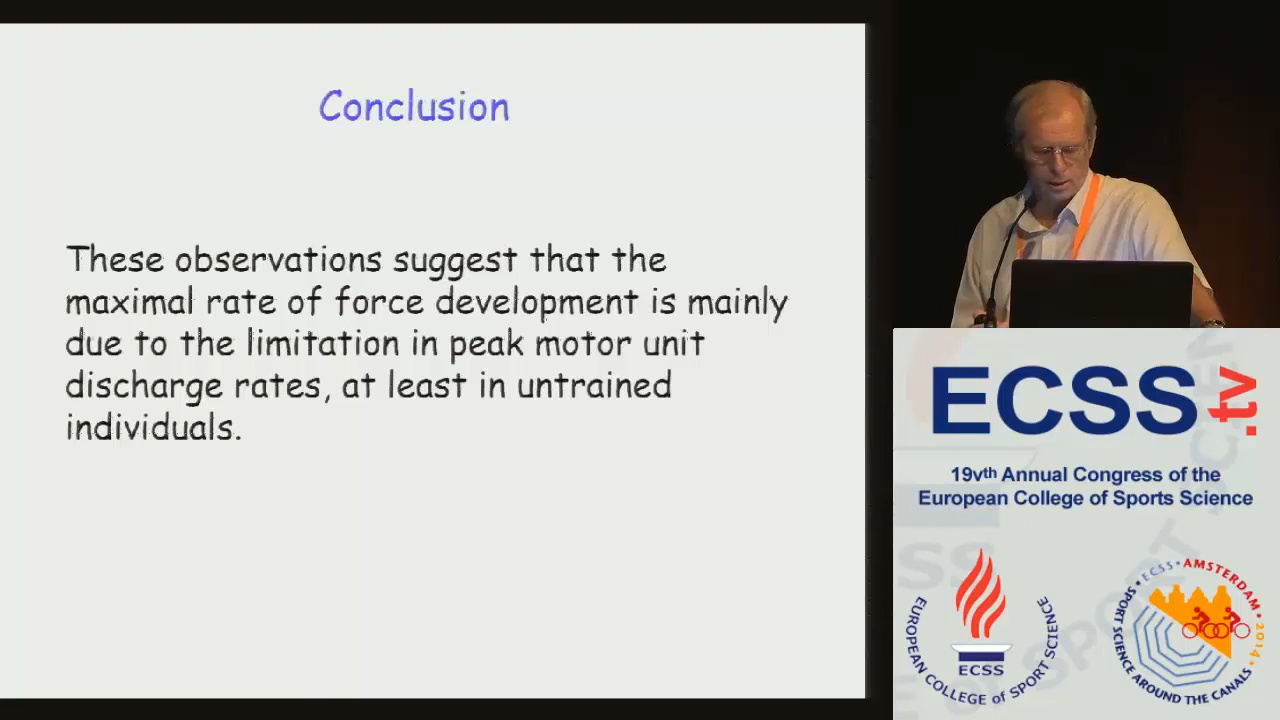 Conclusion
These observations suggest that the
maximal rate of force development is mainly
due to the limitation in peak motor unit
discharge rates, at least in untrained
individuals.
ECSS
.tv
19vth Annual Congress of the
European College of Sports Science
EUROPEAN COLLEGE OF SPORT SCIENCE
ECSS
• ECSS • AMSTERDAM 2014 •
SPORT SCIENCE AROUND THE CANALS